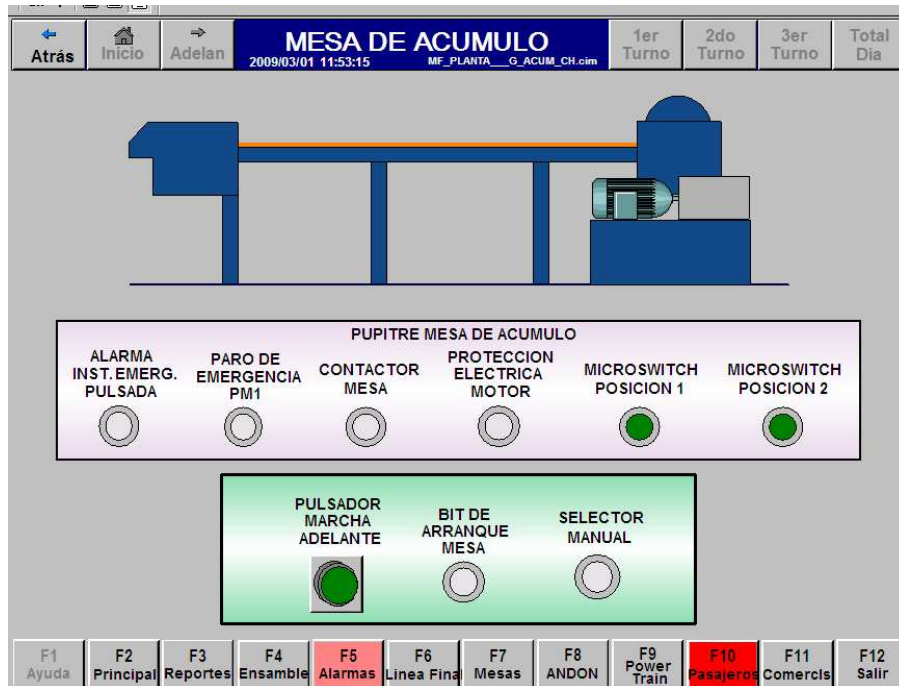 Atrás
Inicio
Adelan
MESA DE ACUMULO
2009/03/01 11:53:15 MF_PLANTA___G_ACUM_CH.cim
1er
Turno
2do
Turno
3er
Turno
Total
Dia
PUPITRE MESA DE ACUMULO
ALARMA
INST. EMERG.
PULSADA
PARO DE
EMERGENCIA
PM1
CONTACTOR
MESA
PROTECCION
ELECTRICA
MOTOR
MICROSWITCH
POSICION 1
MICROSWITCH
POSICION 2
PULSADOR
MARCHA
ADELANTE
BIT DE
ARRANQUE
MESA
SELECTOR
MANUAL
F1
Ayuda
F2
Principal
F3
Reportes
F4
Ensamble
F5
Alarmas
F6
Linea Final
F7
Mesas
F8
ANDON
F9
Power
Train
F10
Pasajeros
F11
Comercls
F12
Salir